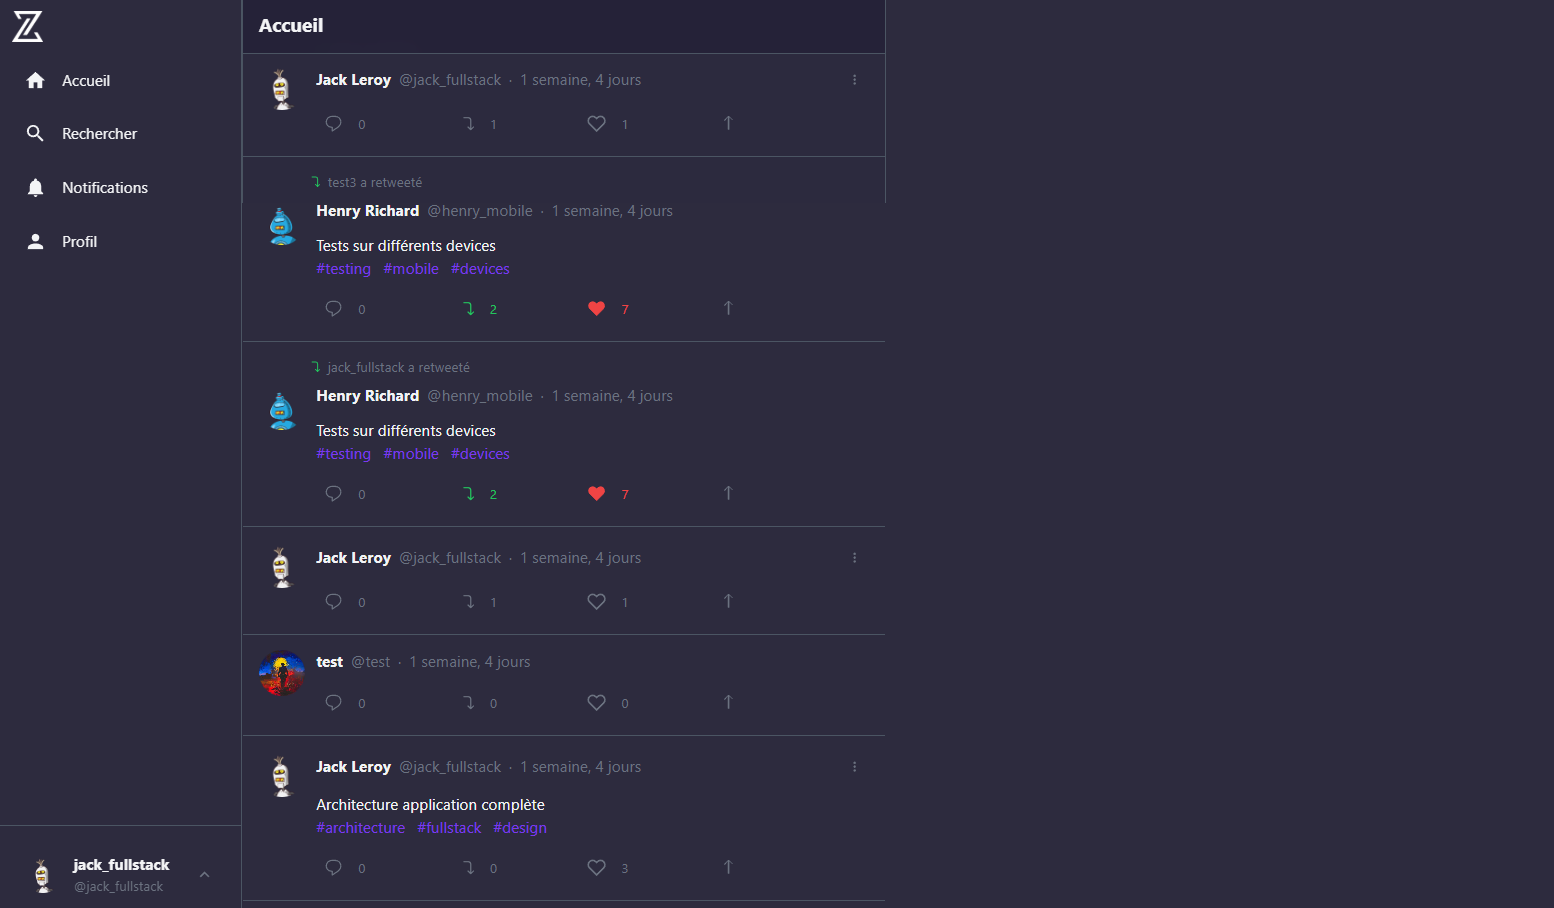 Accueil
Rechercher
Notifications
Profil
jack_fullstack
@jack_fullstack
Accueil
Jack Leroy @jack_fullstack · 1 semaine, 4 jours
0 1 1
test3 a retweeté
Henry Richard @henry_mobile · 1 semaine, 4 jours
Tests sur différents devices
#testing #mobile #devices
0 2 7
jack_fullstack a retweeté
Henry Richard @henry_mobile · 1 semaine, 4 jours
Tests sur différents devices
#testing #mobile #devices
0 2 7
Jack Leroy @jack_fullstack · 1 semaine, 4 jours
0 1 1
test @test · 1 semaine, 4 jours
0 0 0
Jack Leroy @jack_fullstack · 1 semaine, 4 jours
Architecture application complète
#architecture #fullstack #design
0 0 3